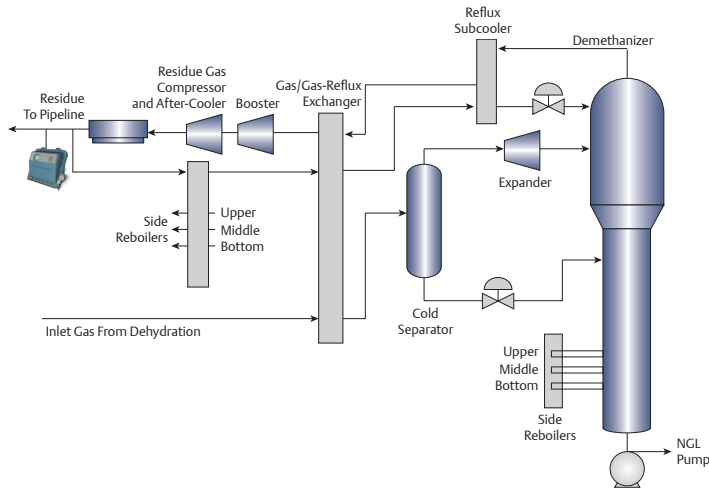 Reflux
Subcooler
Demethanizer
Residue
To Pipeline
Residue Gas
Compressor
and After-Cooler
Booster
Gas/Gas-Reflux
Exchanger
Expander
Side
Reboilers
Upper
Middle
Bottom
Cold
Separator
Inlet Gas From Dehydration
Upper
Middle
Bottom
Side
Reboilers
NGL
Pump